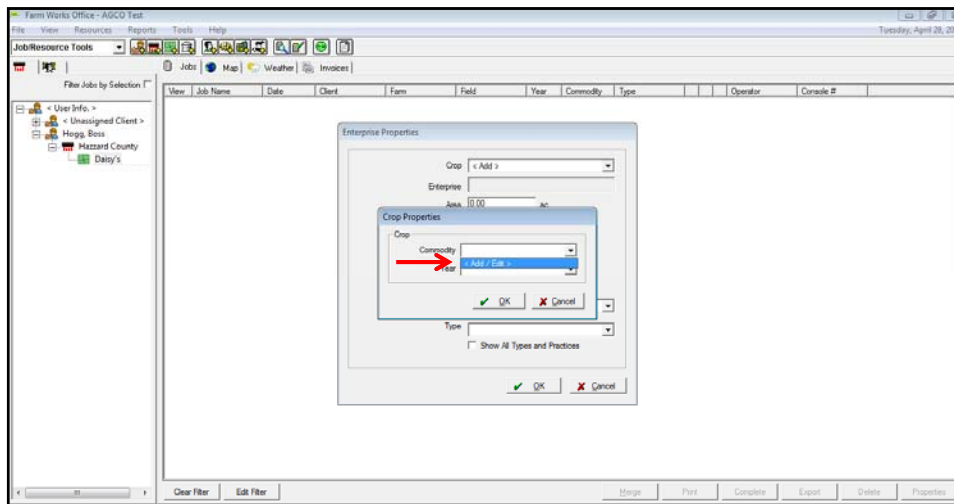 Farm Works Office - AGCO Test
File View Resources Reports Tools Help Tuesday, April 28, 20
Job/Resource Tools
Jobs Map Weather Invoices
Filter Jobs by Selection
View Job Name Date Client Farm Field Year Commodity Type Operator Console #
< User Info. >
< Unassigned Client >
Hogg, Boss
Hazzard County
Daisy's
Enterprise Properties
Crop < Add >
Enterprise
Area 0.00 ac
Crop Properties
Crop
Commodity
< Add / Edit >
Year
OK Cancel
Type
Show All Types and Practices
OK Cancel
Clear Filter Edit Filter Merge Print Complete Export Delete Properties